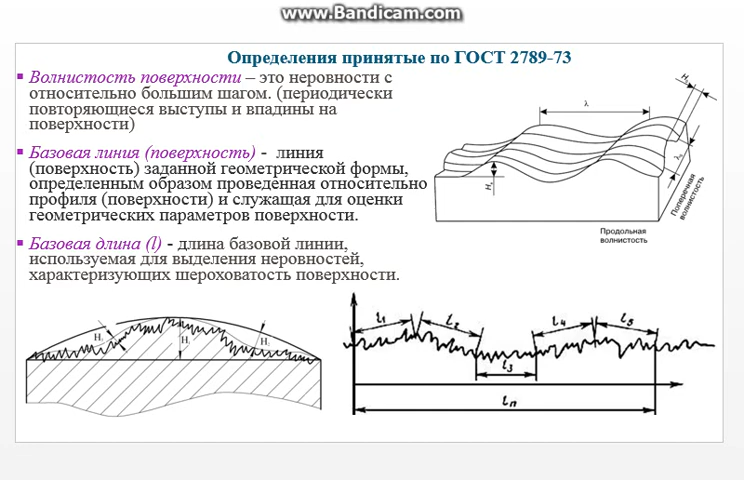 www.Bandicam.com
Определения принятые по ГОСТ 2789-73
Волнистость поверхности – это неровности с
относительно большим шагом. (периодически
повторяющиеся выступы и впадины на
поверхности)
Базовая линия (поверхность) - линия
(поверхность) заданной геометрической формы,
определенным образом проведенная относительно
профиля (поверхности) и служащая для оценки
геометрических параметров поверхности.
Базовая длина (l) - длина базовой линии,
используемая для выделения неровностей,
характеризующих шероховатость поверхности.
λ
Продольная
волнистость
Поперечная
волнистость
l1
l2
l3
l4
l5
ln